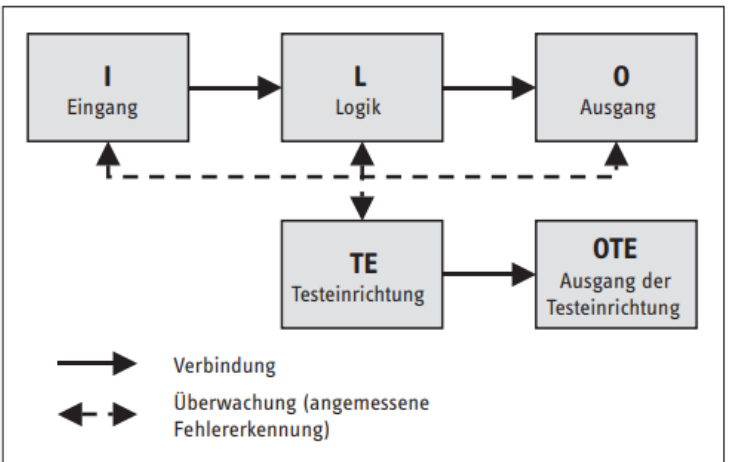 I
Eingang
L
Logik
O
Ausgang
TE
Testeinrichtung
OTE
Ausgang der
Testeinrichtung
Verbindung
Überwachung (angemessene
Fehlererkennung)